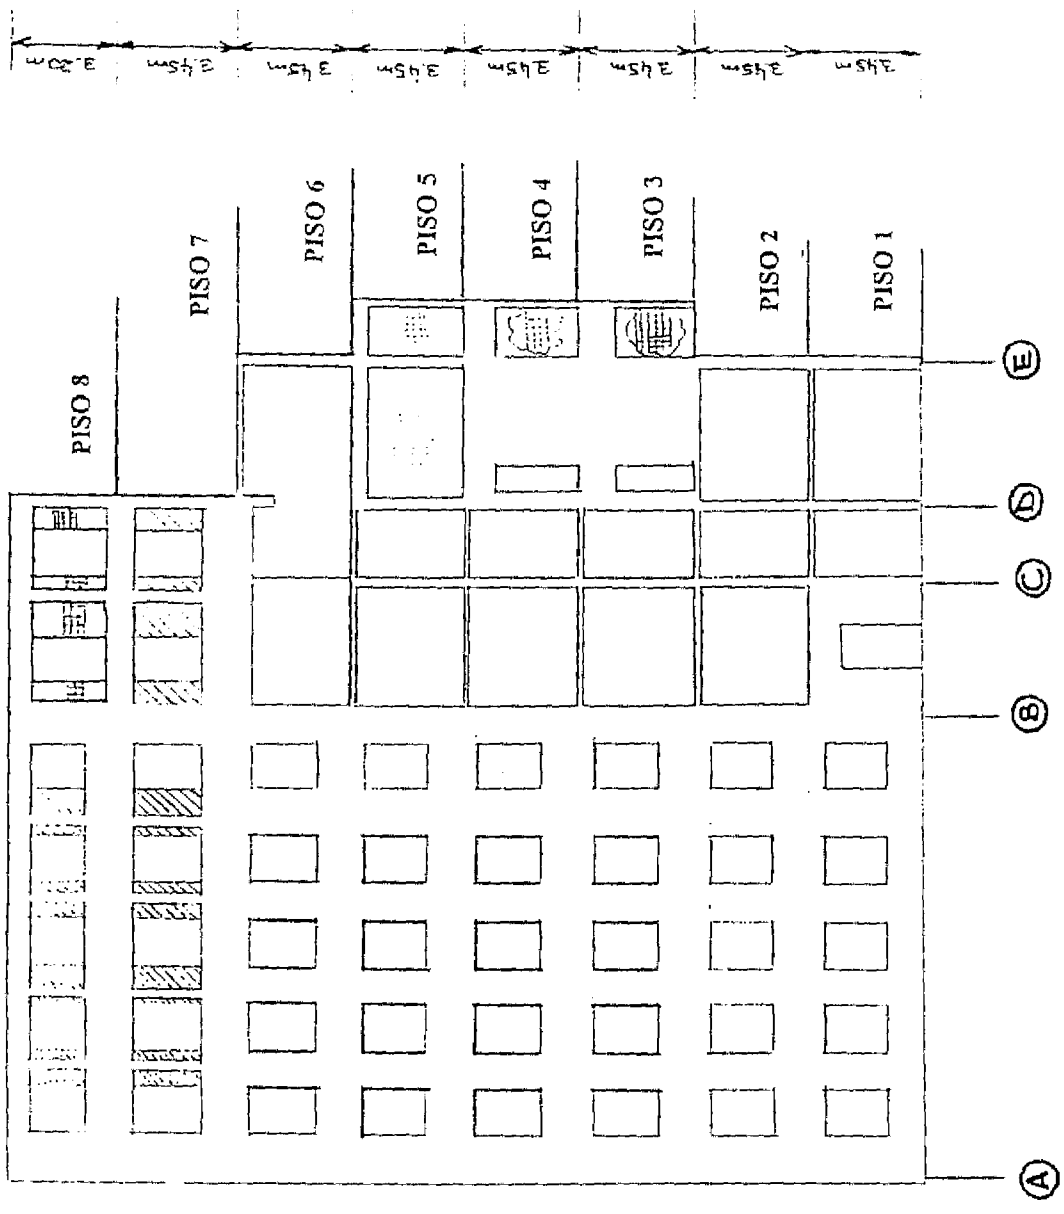 3.20m
3.45m
3.45m
3.45m
3.45m
3.45m
3.45m
3.45m
PISO 8
PISO 7
PISO 6
PISO 5
PISO 4
PISO 3
PISO 2
PISO 1
A
B
C
D
E